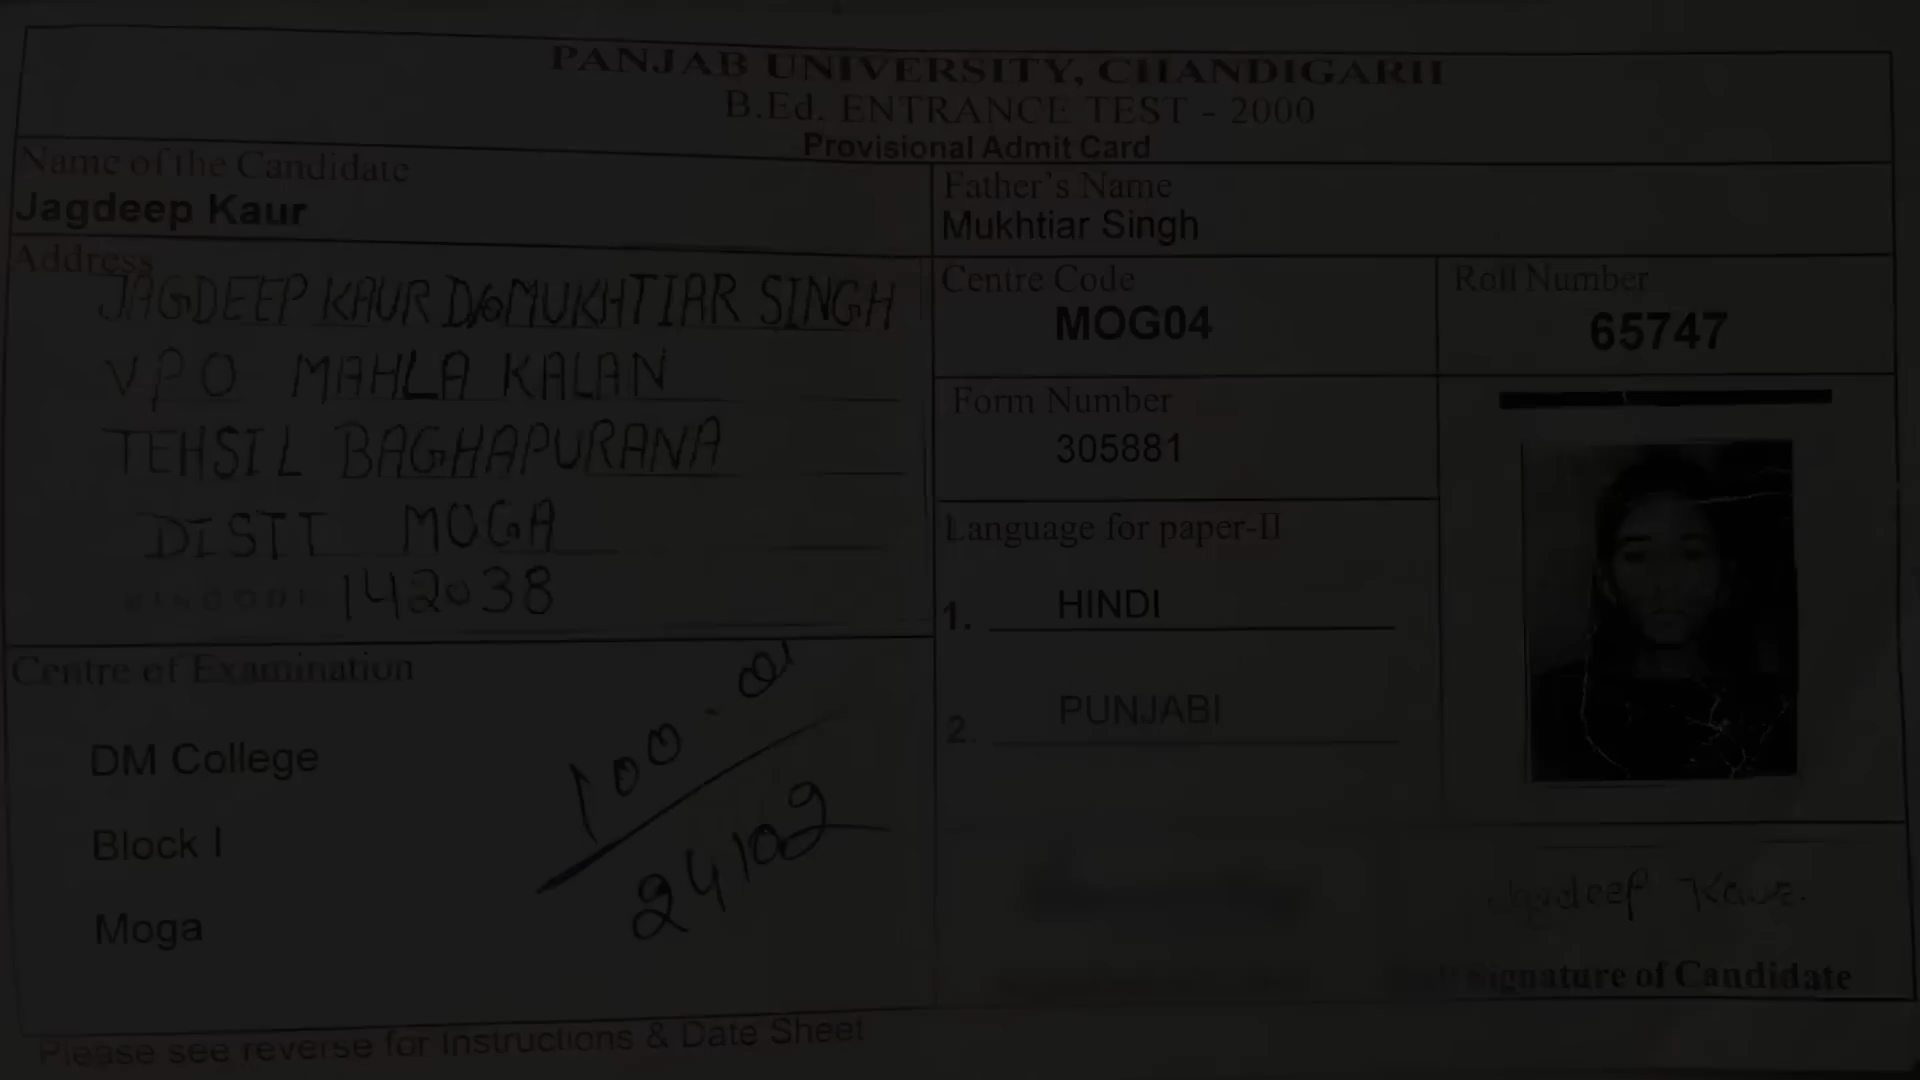 PANJAB UNIVERSITY, CHANDIGARH
B.Ed. ENTRANCE TEST - 2000
Provisional Admit Card
Name of the Candidate
Jagdeep Kaur
Father's Name
Mukhtiar Singh
Address
JAGDEEP KAUR D/O MUKHTIAR SINGH
VPO MAHLA KALAN
TEHSIL BAGHAPURANA
DISTT MOGA
142038
Centre Code
MOG04
Roll Number
65747
Form Number
305881
Language for paper-II
1. HINDI
2. PUNJABI
Centre of Examination
DM College
Block I
Moga
100-01
24102
Jagdeep Kaur.
Signature of Candidate
Please see reverse for Instructions & Date Sheet